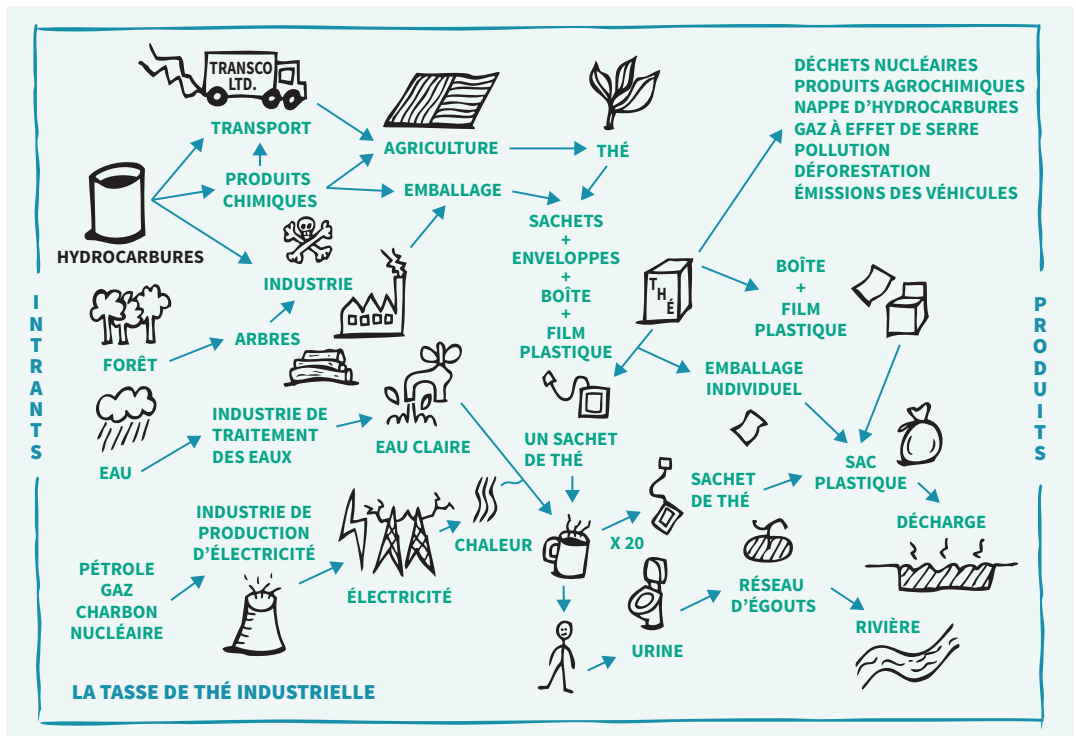 TRANSCO
LTD.
TRANSPORT
AGRICULTURE
THÉ
DÉCHETS NUCLÉAIRES
PRODUITS AGROCHIMIQUES
NAPPE D'HYDROCARBURES
GAZ À EFFET DE SERRE
POLLUTION
DÉFORESTATION
ÉMISSIONS DES VÉHICULES
PRODUITS
CHIMIQUES
EMBALLAGE
HYDROCARBURES
SACHETS
+
ENVELOPPES
+
BOÎTE
+
FILM
PLASTIQUE
THÉ
BOÎTE
+
FILM
PLASTIQUE
INDUSTRIE
INTRANTS
PRODUITS
ARBRES
FORÊT
EMBALLAGE
INDIVIDUEL
INDUSTRIE DE
TRAITEMENT
DES EAUX
EAU CLAIRE
EAU
UN SACHET
DE THÉ
SACHET
DE THÉ
SAC
PLASTIQUE
INDUSTRIE DE
PRODUCTION
D'ÉLECTRICITÉ
CHALEUR
X 20
DÉCHARGE
PÉTROLE
GAZ
CHARBON
NUCLÉAIRE
ÉLECTRICITÉ
RÉSEAU
D'ÉGOUTS
RIVIÈRE
URINE
LA TASSE DE THÉ INDUSTRIELLE